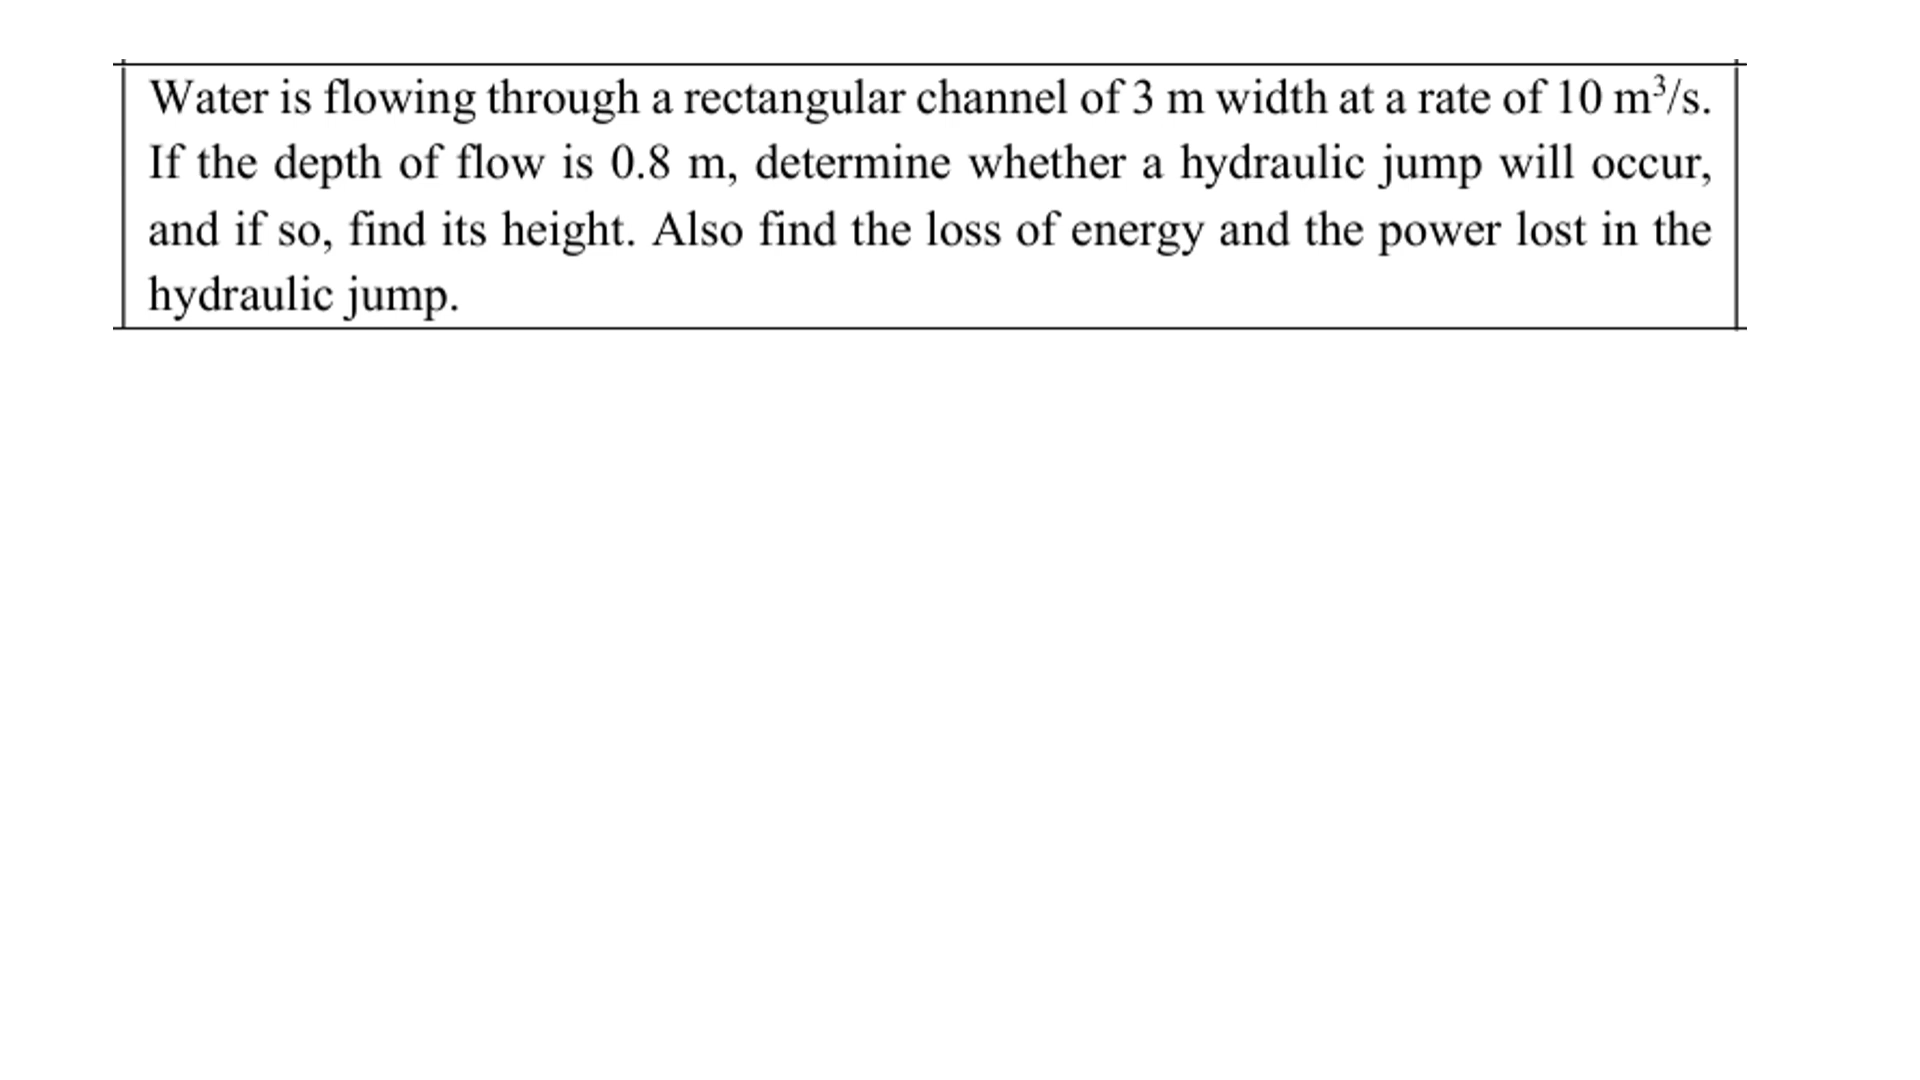 Water is flowing through a rectangular channel of 3 m width at a rate of 10 m³/s.
If the depth of flow is 0.8 m, determine whether a hydraulic jump will occur,
and if so, find its height. Also find the loss of energy and the power lost in the
hydraulic jump.